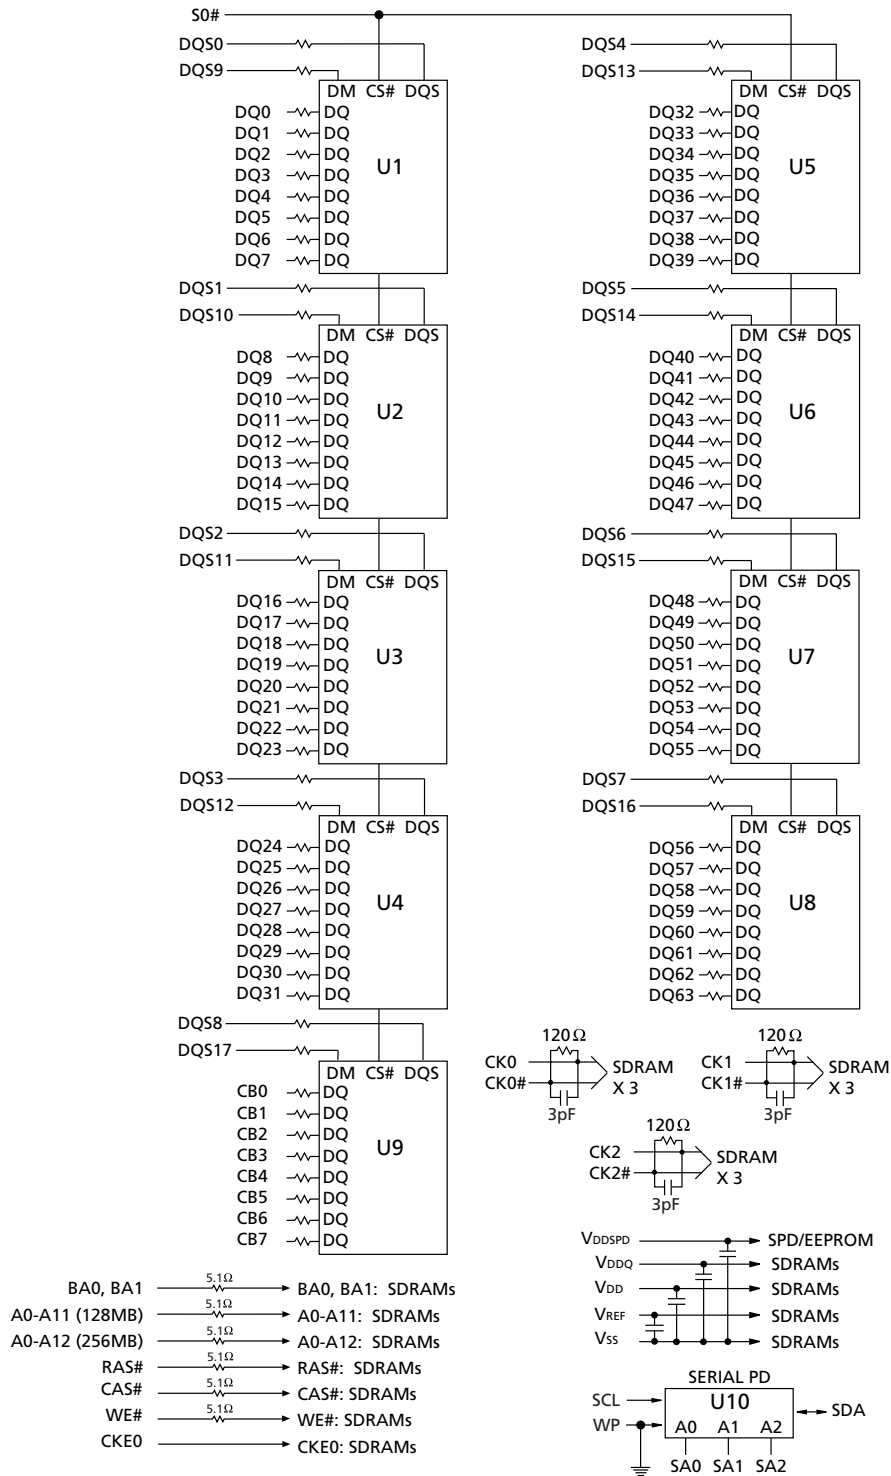 S0#
DQS0
DQS9
DM CS# DQS
DQ0 DQ
DQ1 DQ
DQ2 DQ
DQ3 DQ
DQ4 DQ
DQ5 DQ
DQ6 DQ
DQ7 DQ
U1
DQS1
DQS10
DM CS# DQS
DQ8 DQ
DQ9 DQ
DQ10 DQ
DQ11 DQ
DQ12 DQ
DQ13 DQ
DQ14 DQ
DQ15 DQ
U2
DQS2
DQS11
DM CS# DQS
DQ16 DQ
DQ17 DQ
DQ18 DQ
DQ19 DQ
DQ20 DQ
DQ21 DQ
DQ22 DQ
DQ23 DQ
U3
DQS3
DQS12
DM CS# DQS
DQ24 DQ
DQ25 DQ
DQ26 DQ
DQ27 DQ
DQ28 DQ
DQ29 DQ
DQ30 DQ
DQ31 DQ
U4
DQS8
DQS17
DM CS# DQS
CB0 DQ
CB1 DQ
CB2 DQ
CB3 DQ
CB4 DQ
CB5 DQ
CB6 DQ
CB7 DQ
U9
DQS4
DQS13
DM CS# DQS
DQ32 DQ
DQ33 DQ
DQ34 DQ
DQ35 DQ
DQ36 DQ
DQ37 DQ
DQ38 DQ
DQ39 DQ
U5
DQS5
DQS14
DM CS# DQS
DQ40 DQ
DQ41 DQ
DQ42 DQ
DQ43 DQ
DQ44 DQ
DQ45 DQ
DQ46 DQ
DQ47 DQ
U6
DQS6
DQS15
DM CS# DQS
DQ48 DQ
DQ49 DQ
DQ50 DQ
DQ51 DQ
DQ52 DQ
DQ53 DQ
DQ54 DQ
DQ55 DQ
U7
DQS7
DQS16
DM CS# DQS
DQ56 DQ
DQ57 DQ
DQ58 DQ
DQ59 DQ
DQ60 DQ
DQ61 DQ
DQ62 DQ
DQ63 DQ
U8
120Ω
CK0
CK0#
SDRAM
X 3
3pF
120Ω
CK1
CK1#
SDRAM
X 3
3pF
120Ω
CK2
CK2#
SDRAM
X 3
3pF
VDDSPD SPD/EEPROM
VDDQ SDRAMs
VDD SDRAMs
VREF SDRAMs
VSS SDRAMs
BA0, BA1 5.1Ω BA0, BA1: SDRAMs
A0-A11 (128MB) 5.1Ω A0-A11: SDRAMs
A0-A12 (256MB) 5.1Ω A0-A12: SDRAMs
RAS# 5.1Ω RAS#: SDRAMs
CAS# 5.1Ω CAS#: SDRAMs
WE# 5.1Ω WE#: SDRAMs
CKE0 CKE0: SDRAMs
SERIAL PD
SCL U10 SDA
WP A0 A1 A2
SA0 SA1 SA2